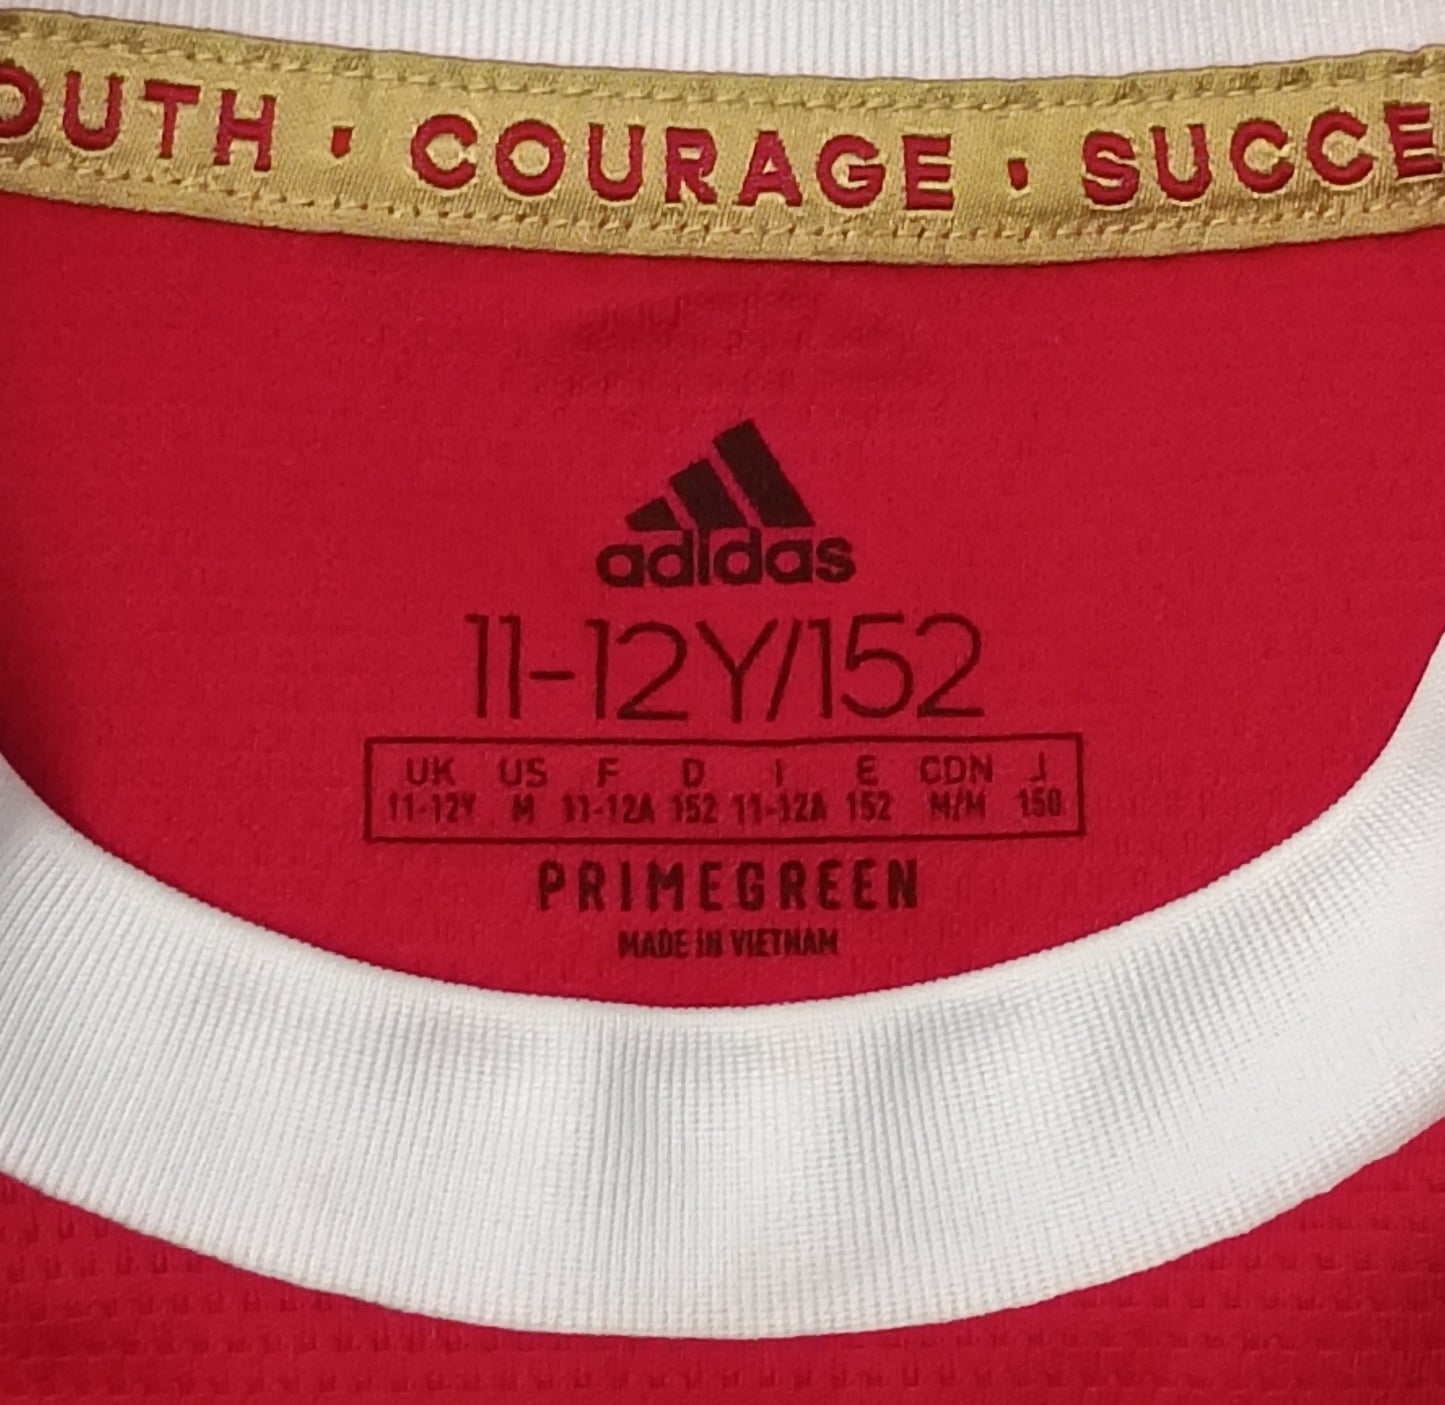 OUTH · COURAGE · SUCCE
adidas
11-12Y/152
UK US F D I E CDN J
11-12Y M 11-12A 152 11-12A 152 M/M 150
PRIMEGREEN
MADE IN VIETNAM